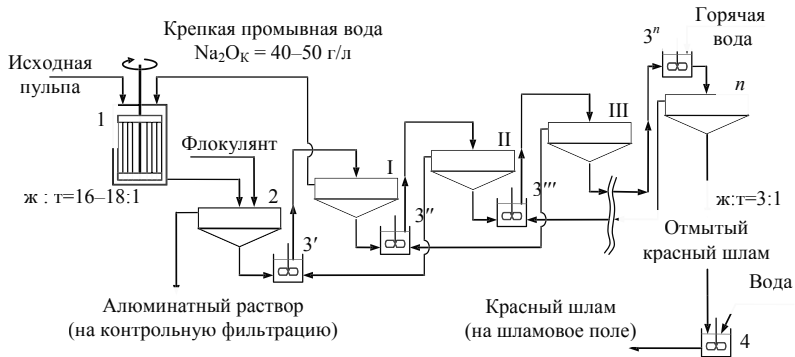 Крепкая промывная вода
Na₂Oₖ = 40–50 г/л
Горячая
вода
Исходная
пульпа
3ⁿ
n
1
III
II
I
Флокулянт
ж : т=16–18:1
2
3′
3″
3‴
ж:т=3:1
Отмытый
красный шлам
Вода
Алюминатный раствор
(на контрольную фильтрацию)
Красный шлам
(на шламовое поле)
4